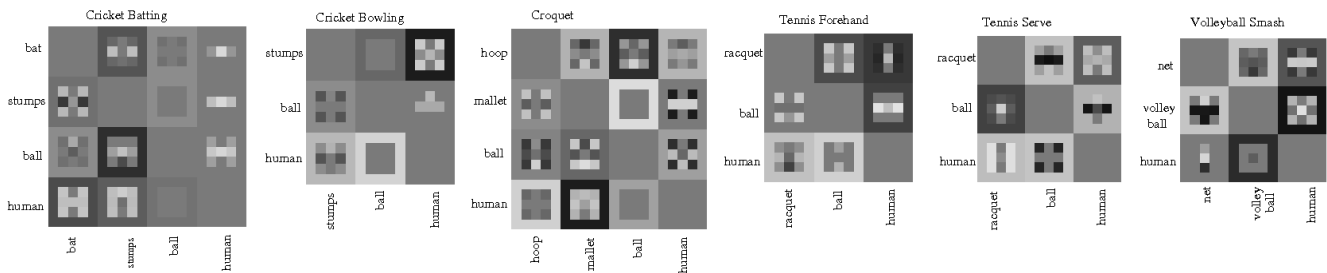 Cricket Batting
bat
stumps
ball
human
bat
stumps
ball
human
Cricket Bowling
stumps
ball
human
stumps
ball
human
Croquet
hoop
mallet
ball
human
hoop
mallet
ball
human
Tennis Forehand
racquet
ball
human
racquet
ball
human
Tennis Serve
racquet
ball
human
racquet
ball
human
Volleyball Smash
net
volley
ball
human
net
volley
ball
human